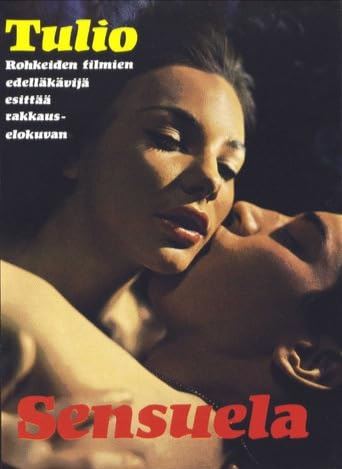 Tulio
Rohkeiden filmien
edelläkävijä
esittää
rakkaus-
elokuvan
Sensuela